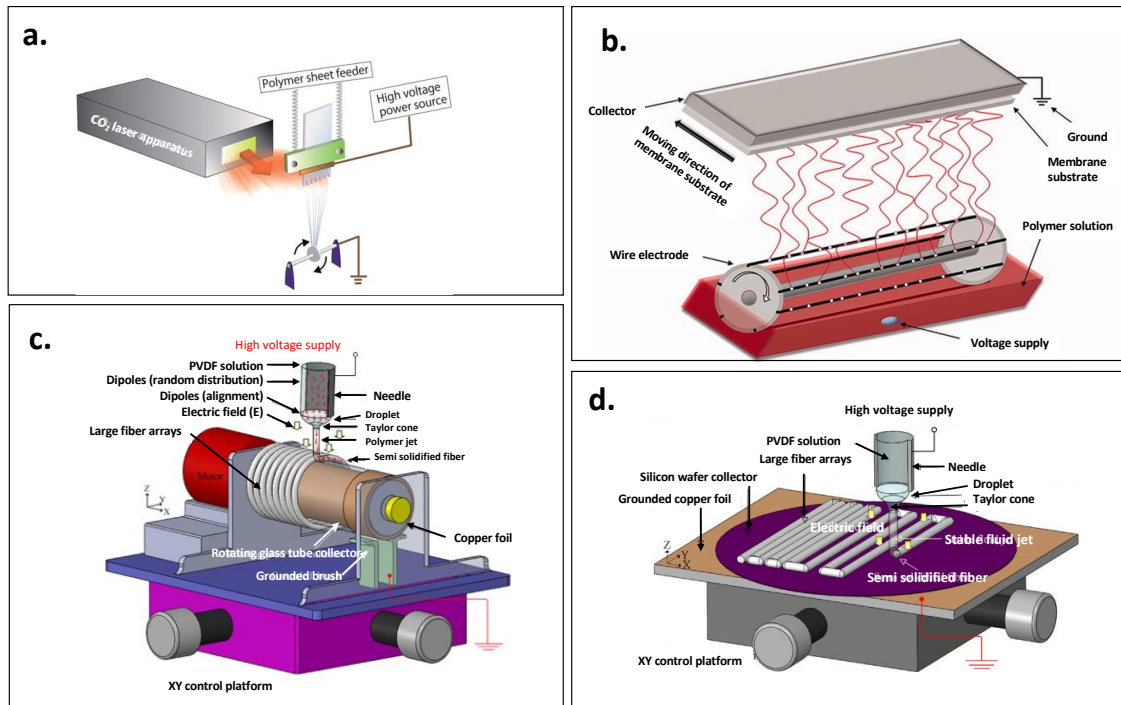 a.
Polymer sheet feeder
High voltage
power source
CO2 laser apparatus
b.
Collector
Ground
Moving direction of
membrane substrate
Membrane
substrate
Polymer solution
Wire electrode
Voltage supply
c.
High voltage supply
PVDF solution
Dipoles (random distribution)
Dipoles (alignment)
Electric field (E)
Large fiber arrays
Needle
Droplet
Taylor cone
Polymer jet
Semi solidified fiber
Motor
Z
Y
X
Copper foil
Rotating glass tube collector
Grounded brush
XY control platform
d.
High voltage supply
PVDF solution
Large fiber arrays
Silicon wafer collector
Grounded copper foil
Needle
Droplet
Taylor cone
Electric field
Stable fluid jet
Semi solidified fiber
Z
Y
X
XY control platform